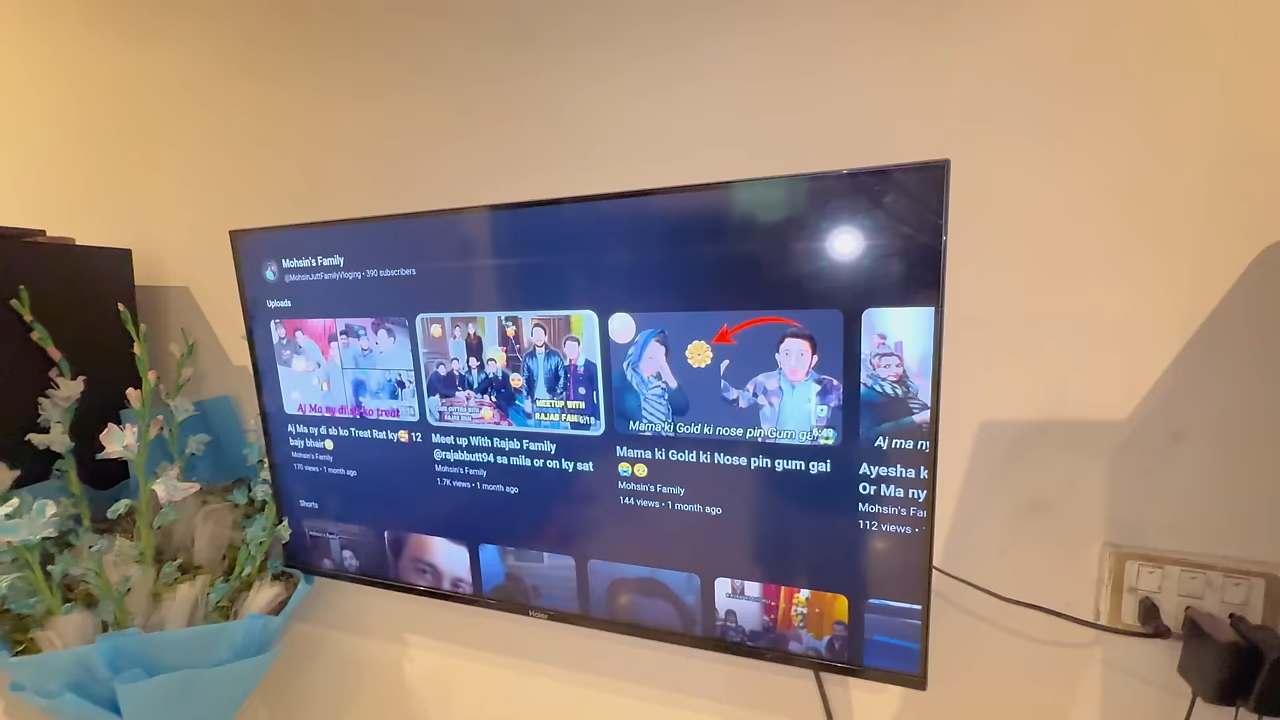 Mohsin's Family
@MohsinJuttFamilyVloging • 390 subscribers
Uploads
Aj Ma ny di sb ko treat
MEETUP WITH
RAJAB FAM
Mama ki Gold ki nose pin Gum gai
Aj ma ny
Aj Ma ny di sb ko Treat Rat ky🥰 12
bajy bhair
Mohsin's Family
170 views • 1 month ago
Meet up With Rajab Family
@rajabbutt94 sa mila or on ky sat
Mohsin's Family
1.7K views • 1 month ago
Mama ki Gold ki Nose pin gum gai
😭🥺
Mohsin's Family
144 views • 1 month ago
Ayesha k
Or Ma ny
Mohsin's Fa
112 views •
Shorts
Haier